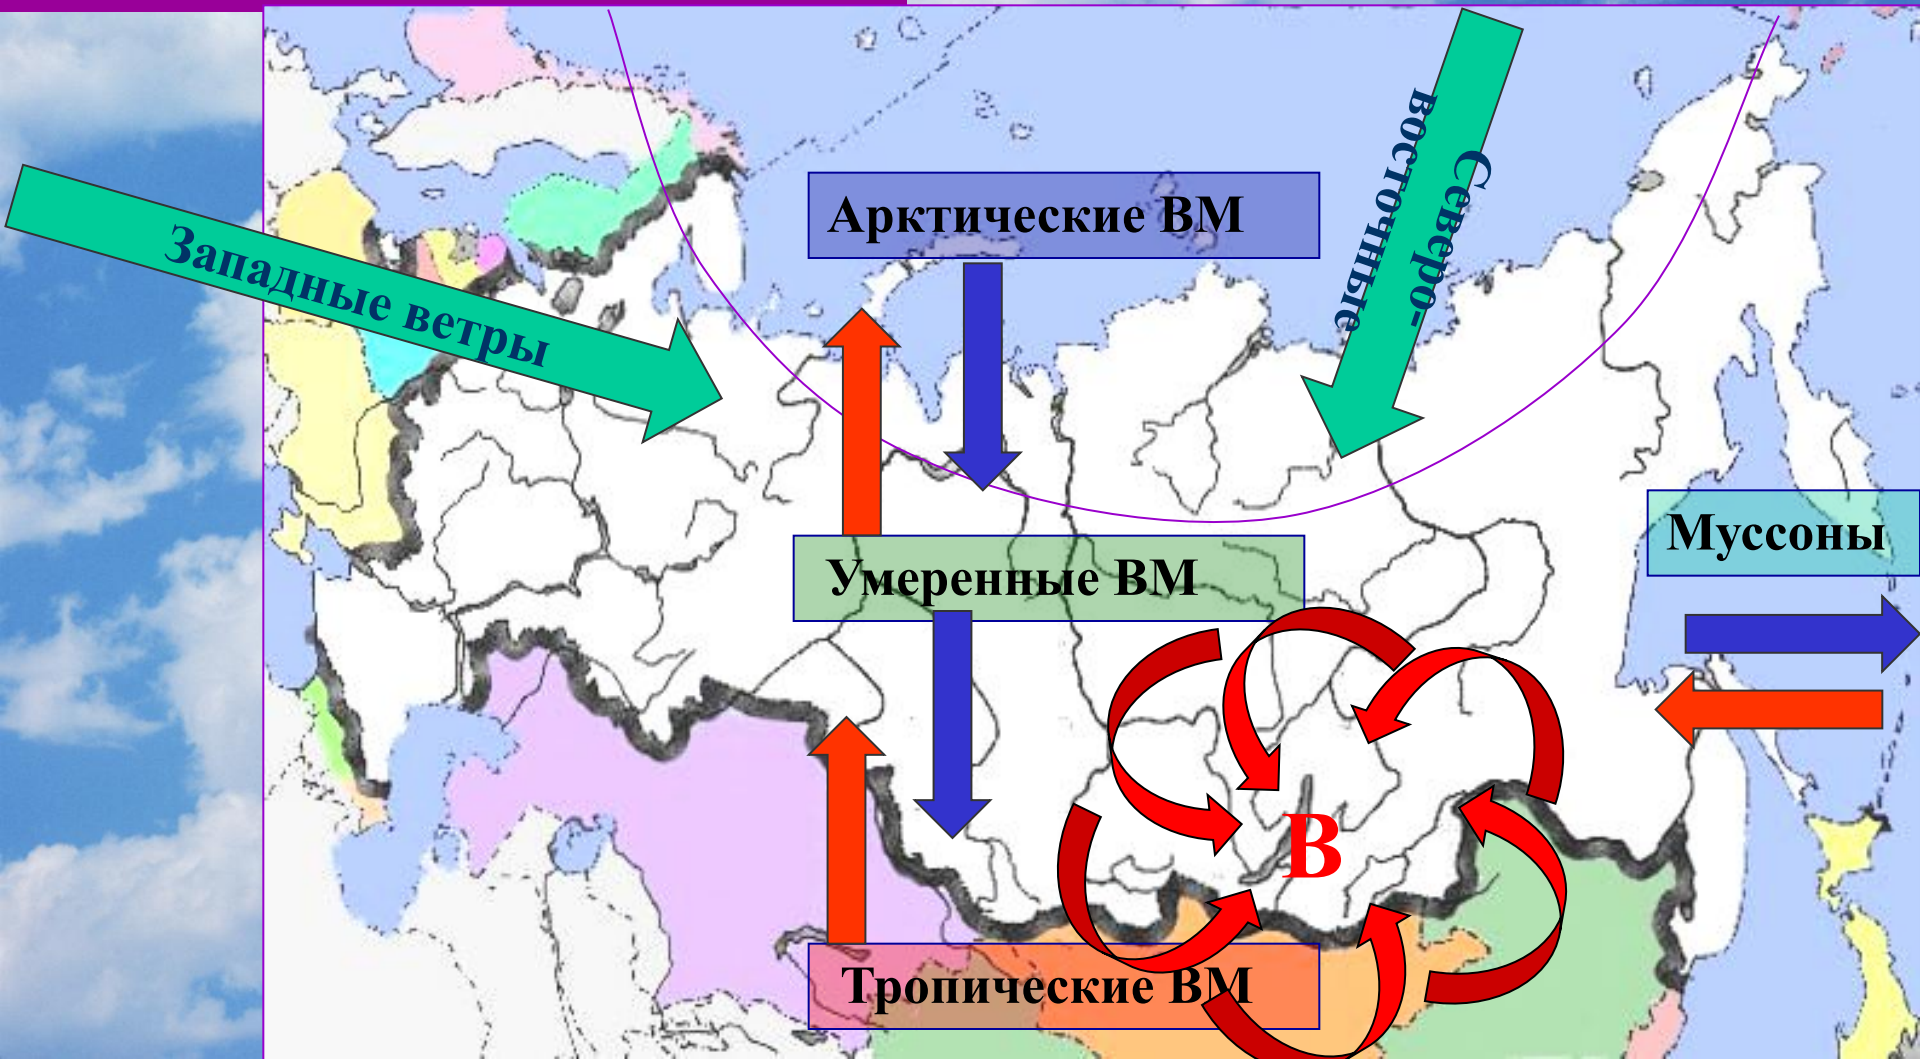 Западные ветры
Арктические ВМ
Северо-
восточные
Муссоны
Умеренные ВМ
В
Тропические ВМ